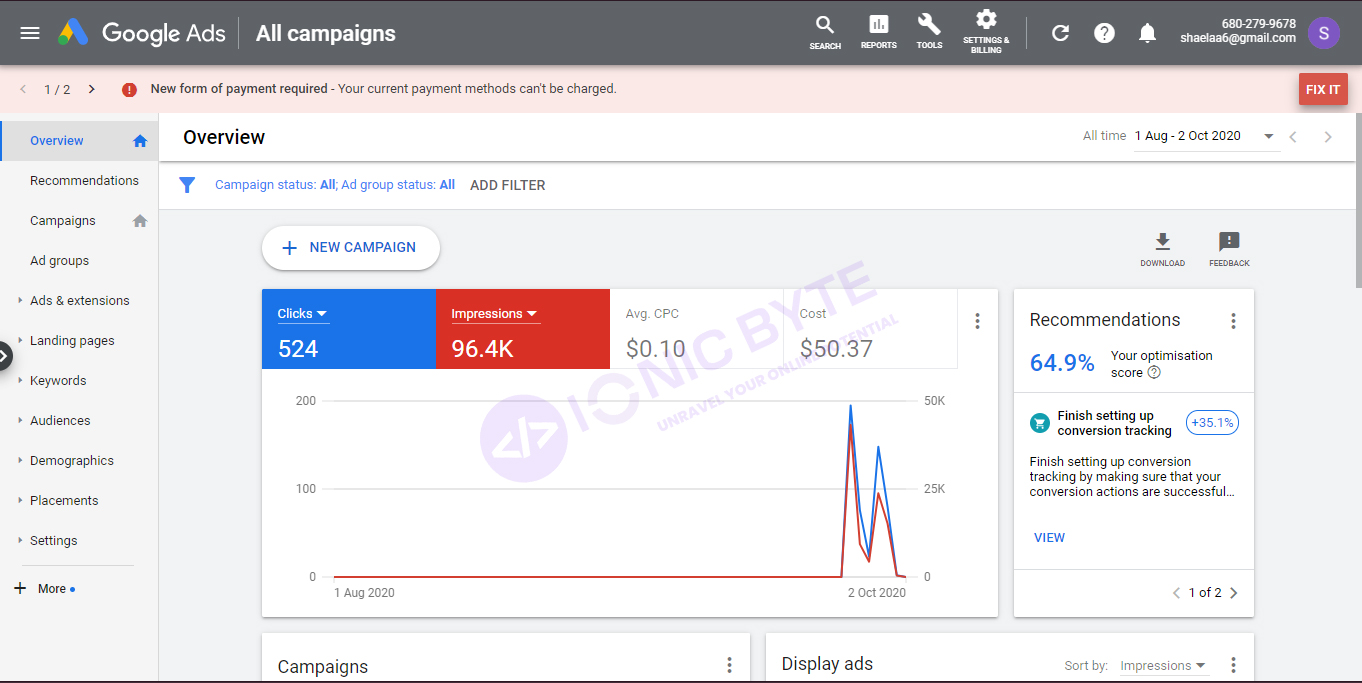 Google Ads
All campaigns
SEARCH
REPORTS
TOOLS
SETTINGS &
BILLING
680-279-9678
shaelaa6@gmail.com
S
1 / 2
New form of payment required - Your current payment methods can't be charged.
FIX IT
Overview
Recommendations
Campaigns
Ad groups
Ads & extensions
Landing pages
Keywords
Audiences
Demographics
Placements
Settings
More
Overview
All time 1 Aug - 2 Oct 2020
Campaign status: All; Ad group status: All ADD FILTER
NEW CAMPAIGN
DOWNLOAD
FEEDBACK
Clicks
524
Impressions
96.4K
Avg. CPC
$0.10
Cost
$50.37
200
100
0
50K
25K
0
1 Aug 2020
2 Oct 2020
IONIC BYTE
UNRAVEL YOUR ONLINE POTENTIAL
Recommendations
64.9%
Your optimisation
score
Finish setting up
conversion tracking
+35.1%
Finish setting up conversion
tracking by making sure that your
conversion actions are successful...
VIEW
1 of 2
Campaigns
Display ads
Sort by: Impressions